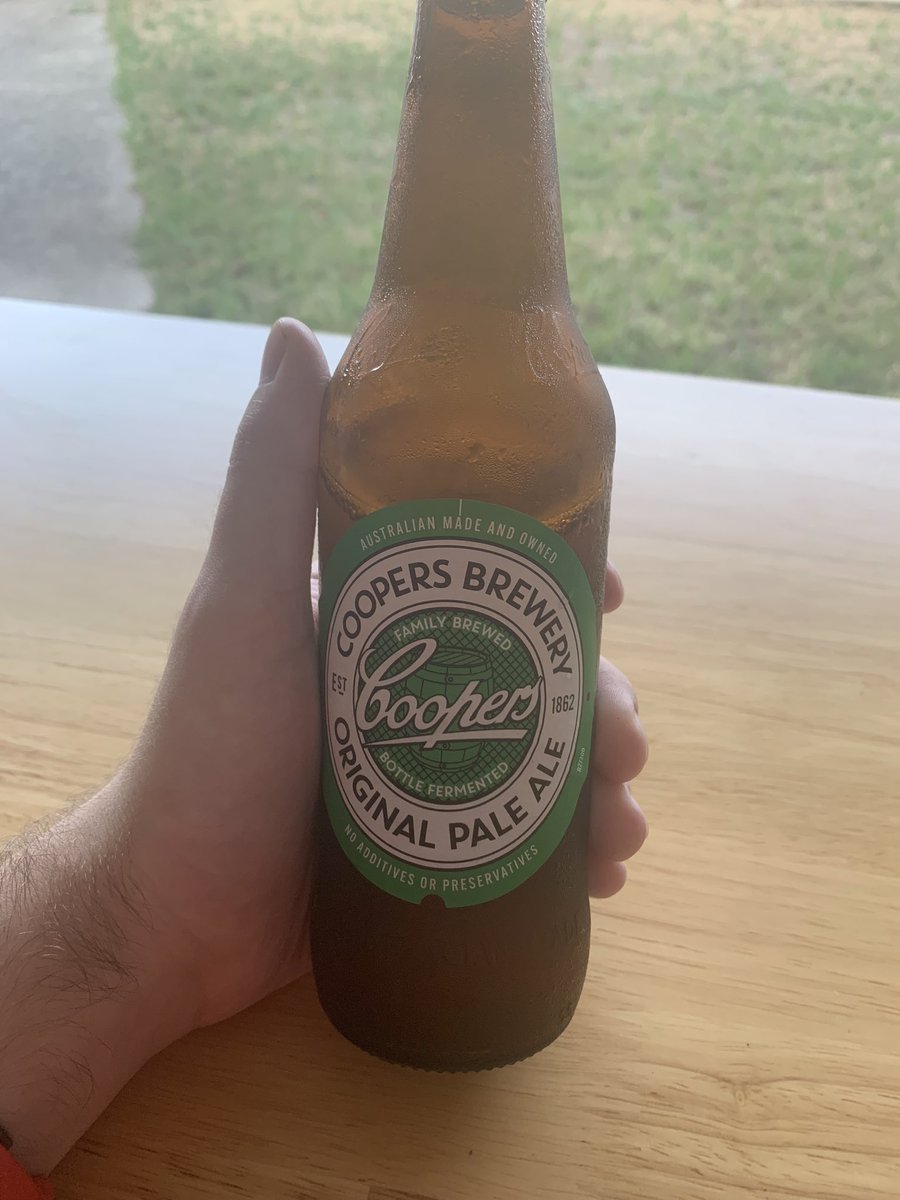 AUSTRALIAN MADE AND OWNED
COOPERS BREWERY
FAMILY BREWED
EST
Coopers
1862
BOTTLE FERMENTED
ORIGINAL PALE ALE
NO ADDITIVES OR PRESERVATIVES